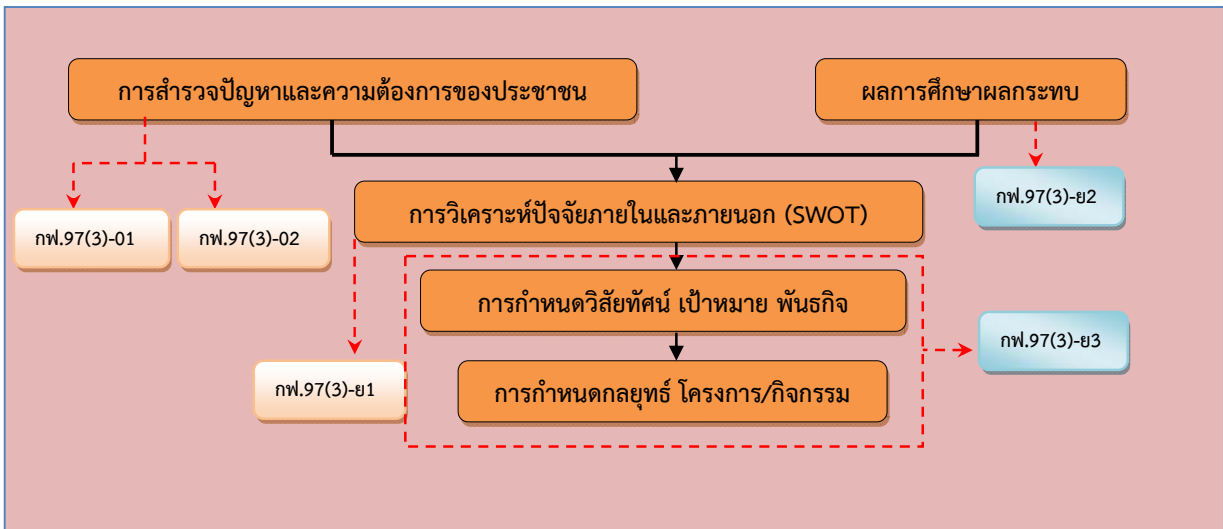 การสำรวจปัญหาและความต้องการของประชาชน
ผลการศึกษาผลกระทบ
กฟ.97(3)-01
กฟ.97(3)-02
การวิเคราะห์ปัจจัยภายในและภายนอก (SWOT)
กฟ.97(3)-ย2
การกำหนดวิสัยทัศน์ เป้าหมาย พันธกิจ
กฟ.97(3)-ย3
กฟ.97(3)-ย1
การกำหนดกลยุทธ์ โครงการ/กิจกรรม